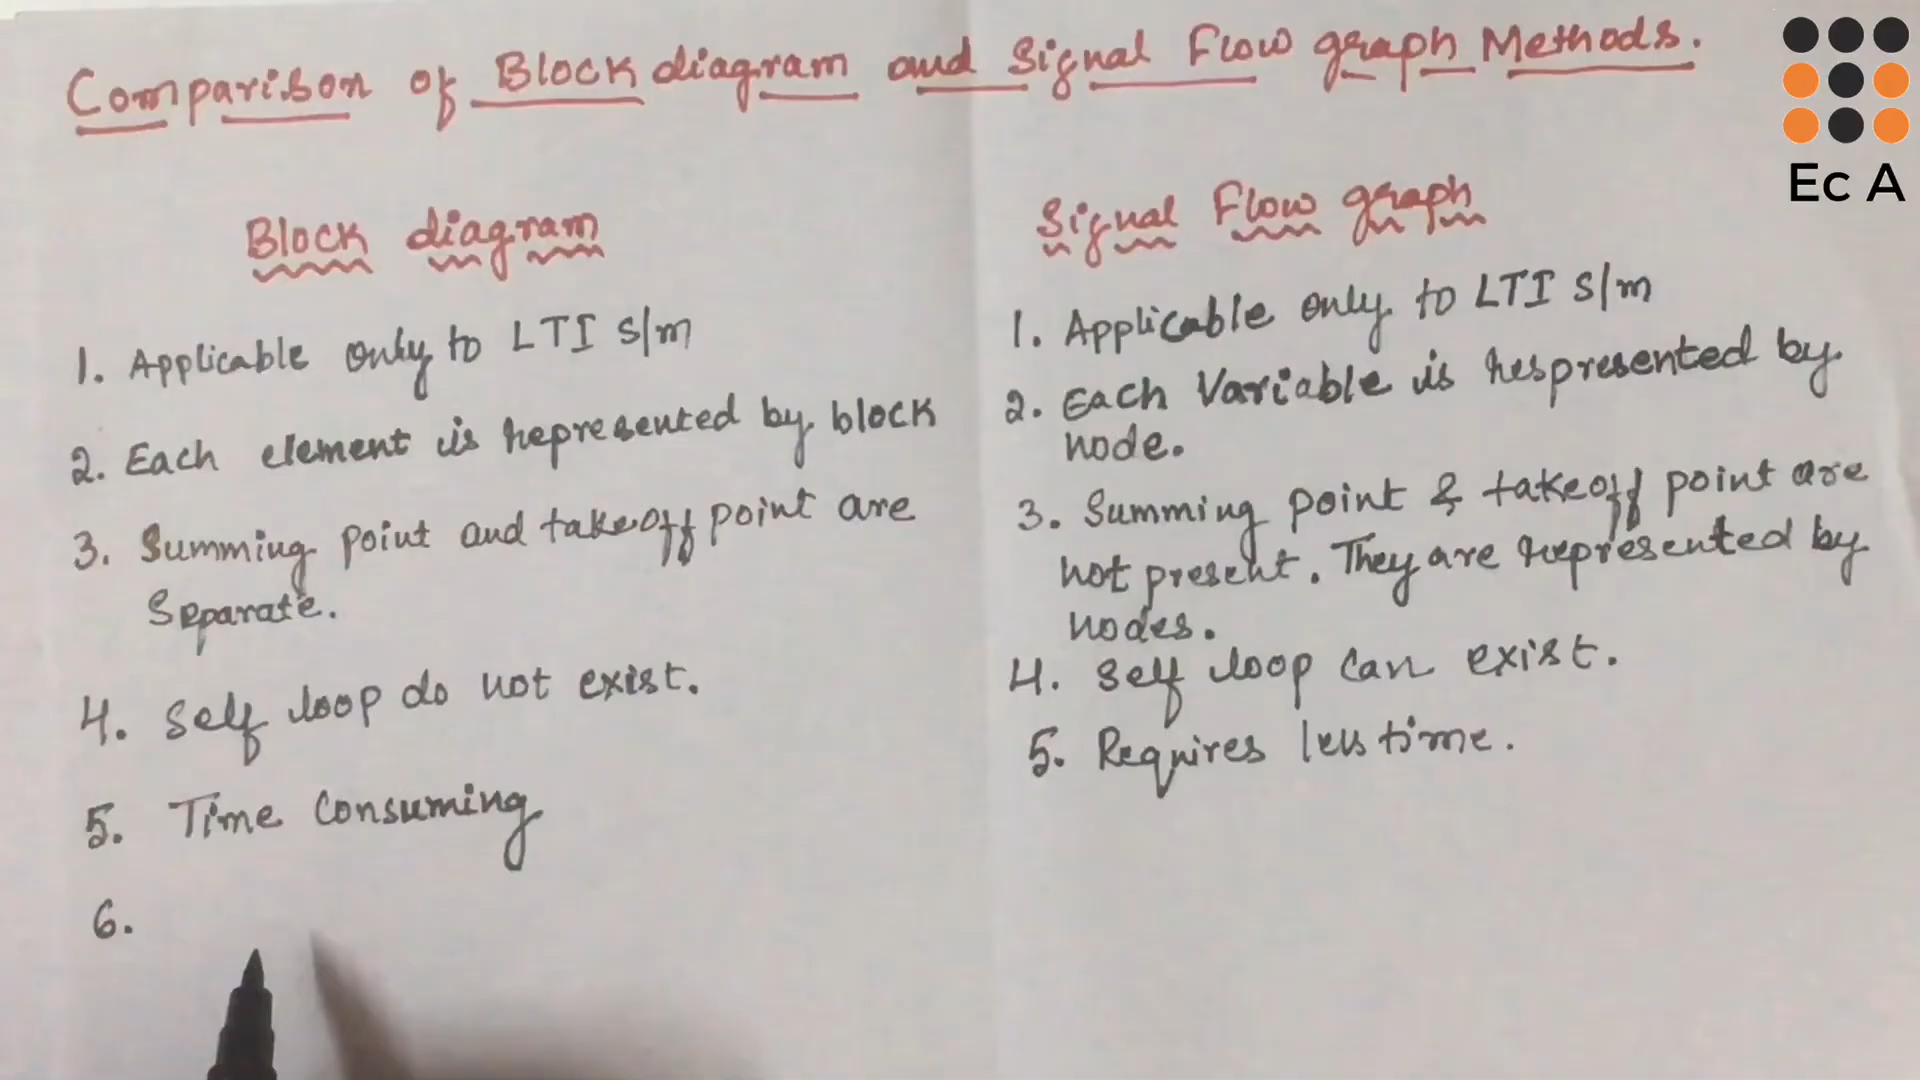 Comparison of Block diagram and Signal Flow graph Methods.
Ec A
Block diagram
1. Applicable only to LTI s/m
2. Each element is represented by block
3. Summing point and takeoff point are
Separate.
4. Self loop do not exist.
5. Time Consuming
6.
Signal Flow graph
1. Applicable only to LTI s/m
2. Each Variable is respresented by
node.
3. Summing point & takeoff point are
not present. They are represented by
nodes.
4. Self loop can exist.
5. Requires less time.